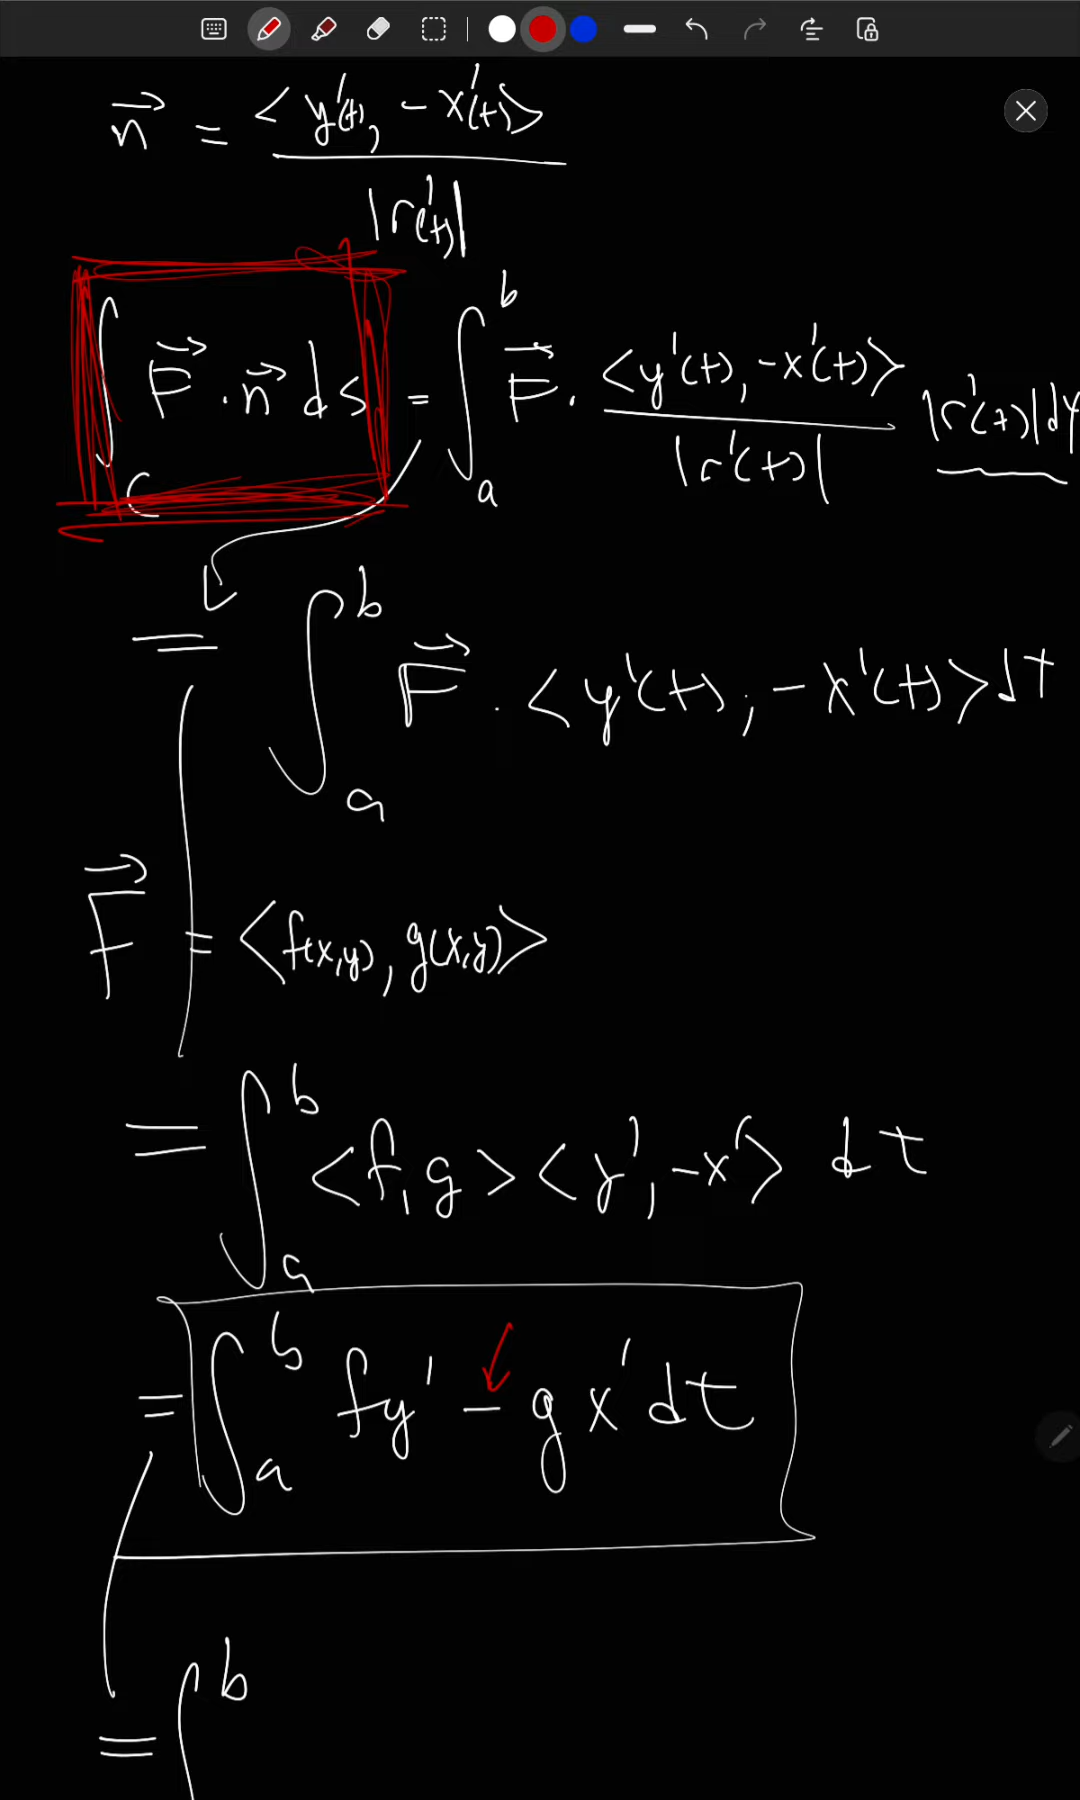 n⃗ = <y'(t), -x'(t)> / |r'(t)|
∫_C F⃗ · n⃗ ds = ∫_a^b F⃗ · <y'(t), -x'(t)> / |r'(t)| |r'(t)|dt
= ∫_a^b F⃗ · <y'(t), -x'(t)> dt
F⃗ = <f(x,y), g(x,y)>
= ∫_a^b <f, g> <y', -x'> dt
= ∫_a^b fy' - gx' dt
= ∫^b